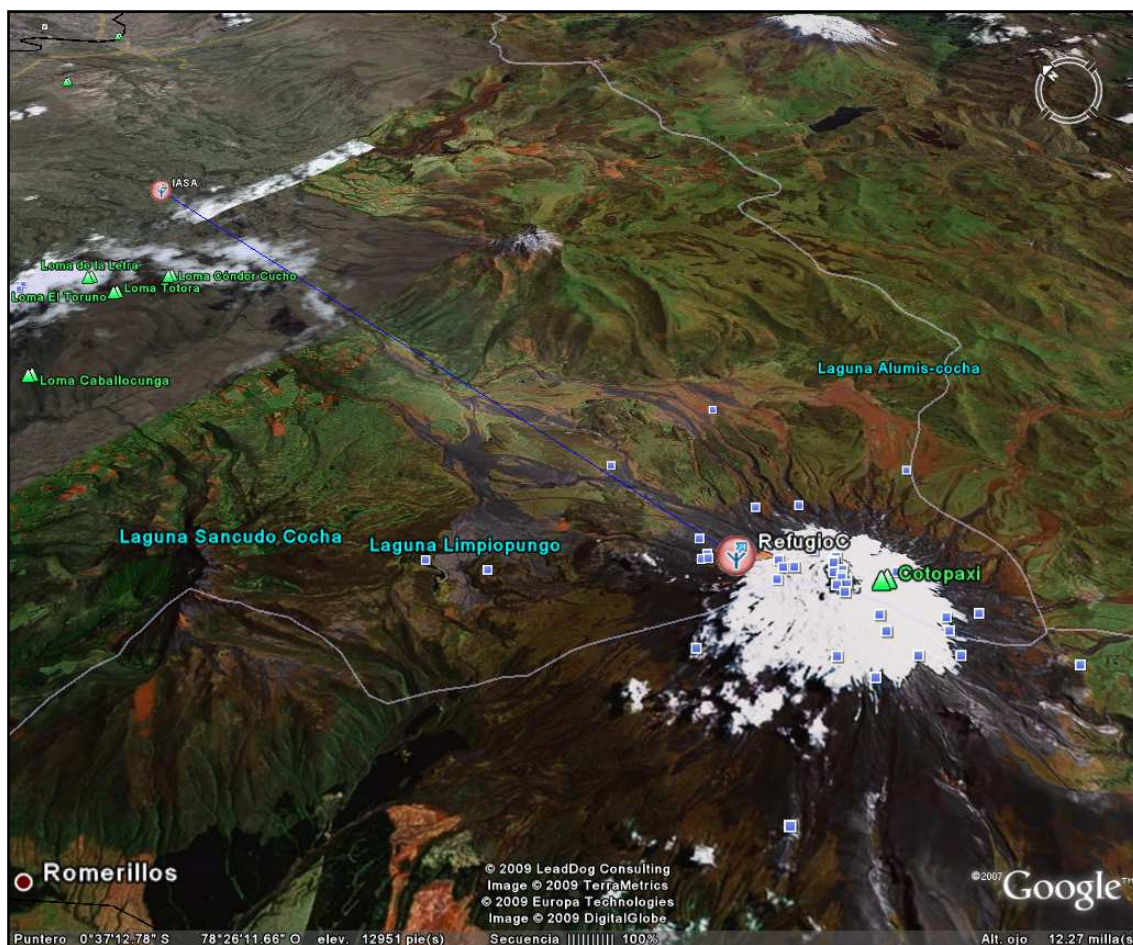 IASA
Loma de la Letra
Loma Cóndor Cucho
Loma El Toruno
Loma Totora
Loma Caballocunga
Laguna Alumis-cocha
Laguna Sancudo Cocha
Laguna Limpiopungo
RefugioC
Cotopaxi
Romerillos
© 2009 LeadDog Consulting
Image © 2009 TerraMetrics
© 2009 Europa Technologies
Image © 2009 DigitalGlobe
©2007 Google™
Puntero 0°37'12.78" S 78°26'11.66" O elev. 12951 pie(s) Secuencia |||||||||| 100% Alt. ojo 12.27 milla(s)